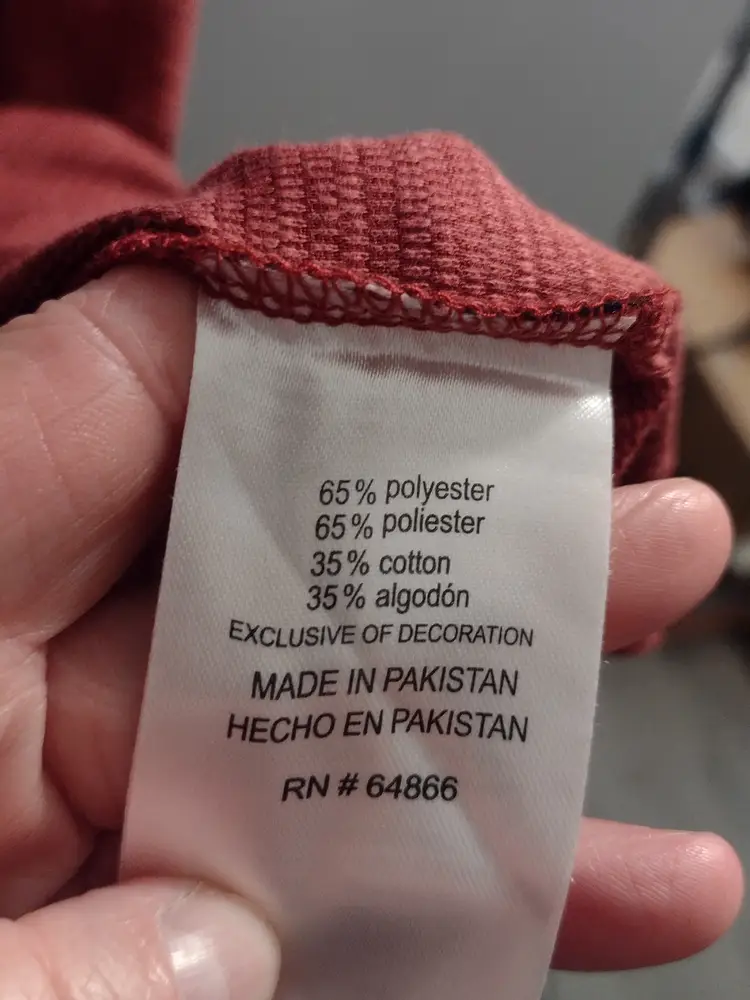 65% polyester
65% poliester
35% cotton
35% algodón
EXCLUSIVE OF DECORATION
MADE IN PAKISTAN
HECHO EN PAKISTAN
RN # 64866